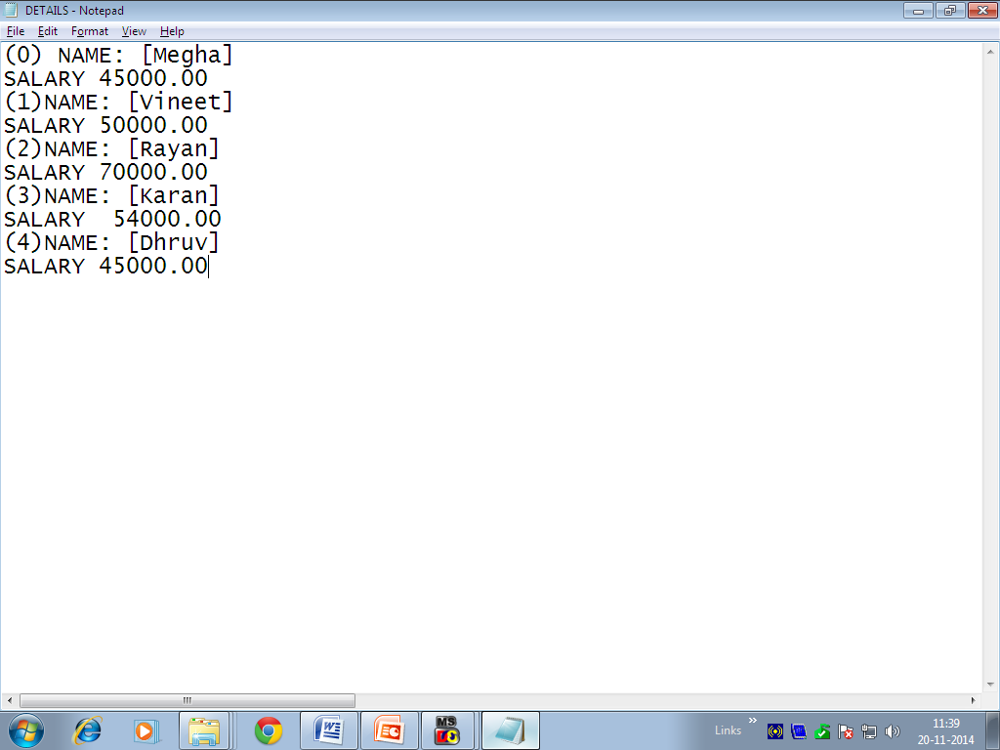 DETAILS - Notepad
File Edit Format View Help
(0) NAME: [Megha]
SALARY 45000.00
(1)NAME: [Vineet]
SALARY 50000.00
(2)NAME: [Rayan]
SALARY 70000.00
(3)NAME: [Karan]
SALARY  54000.00
(4)NAME: [Dhruv]
SALARY 45000.00
MS
Links »
11:39
20-11-2014